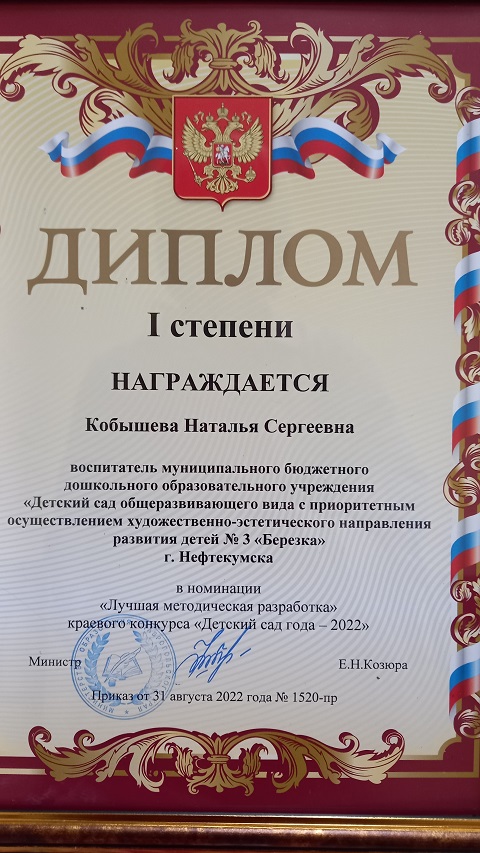 ДИПЛОМ
I степени
НАГРАЖДАЕТСЯ
Кобышева Наталья Сергеевна
воспитатель муниципального бюджетного
дошкольного образовательного учреждения
«Детский сад общеразвивающего вида с приоритетным
осуществлением художественно-эстетического направления
развития детей № 3 «Березка»
г. Нефтекумска
в номинации
«Лучшая методическая разработка»
краевого конкурса «Детский сад года – 2022»
Министр
Е.Н.Козюра
Приказ от 31 августа 2022 года № 1520-пр